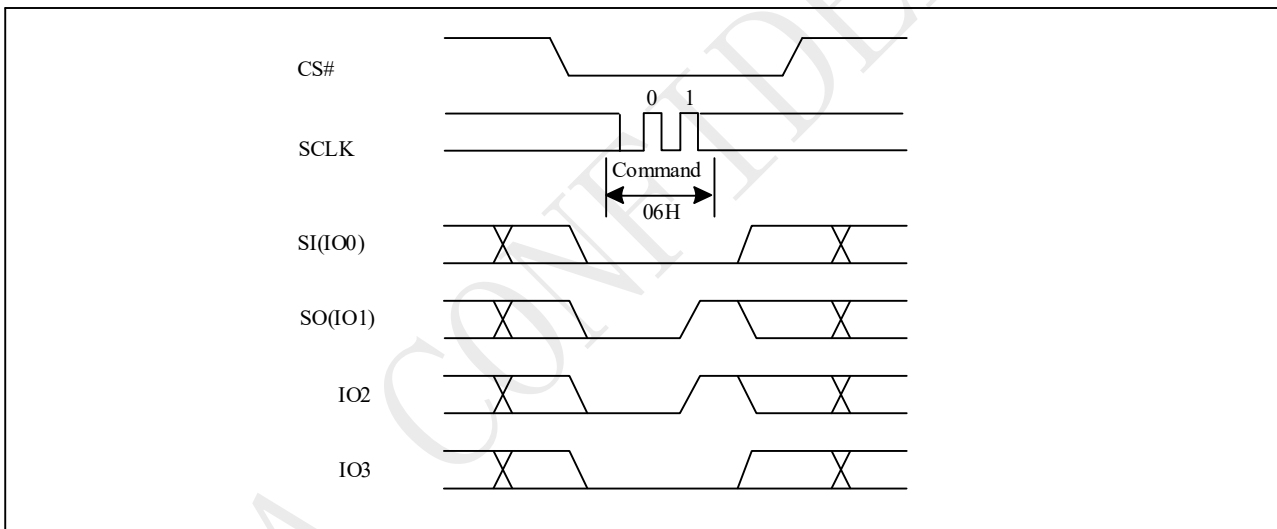 CS#
0 1
SCLK
Command
06H
SI(IO0)
SO(IO1)
IO2
IO3